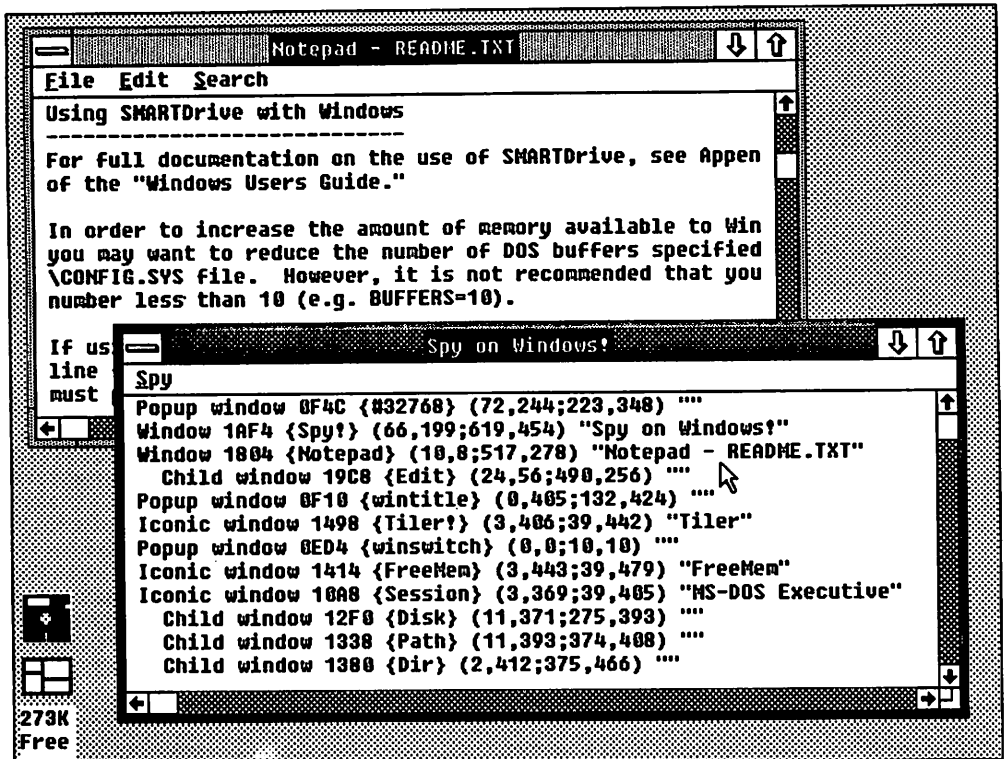 Notepad - README.TXT
File Edit Search
Using SMARTDrive with Windows
------------------------------
For full documentation on the use of SMARTDrive, see Appen
of the "Windows Users Guide."
In order to increase the amount of memory available to Win
you may want to reduce the number of DOS buffers specified
\CONFIG.SYS file. However, it is not recommended that you
number less than 10 (e.g. BUFFERS=10).
If us
line
must
Spy on Windows!
Spy
Popup window 0F4C {#32768} (72,244;223,348) ""
Window 1AF4 {Spy!} (66,199;619,454) "Spy on Windows!"
Window 1804 {Notepad} (10,8;517,278) "Notepad - README.TXT"
Child window 19C8 {Edit} (24,56;490,256) ""
Popup window 0F10 {wintitle} (0,405;132,424) ""
Iconic window 1498 {Tiler!} (3,406;39,442) "Tiler"
Popup window 0ED4 {winswitch} (0,0;10,10) ""
Iconic window 1414 {FreeMem} (3,443;39,479) "FreeMem"
Iconic window 10A8 {Session} (3,369;39,405) "MS-DOS Executive"
Child window 12F0 {Disk} (11,371;275,393) ""
Child window 1338 {Path} (11,393;374,408) ""
Child window 1380 {Dir} (2,412;375,466) ""
273K
Free